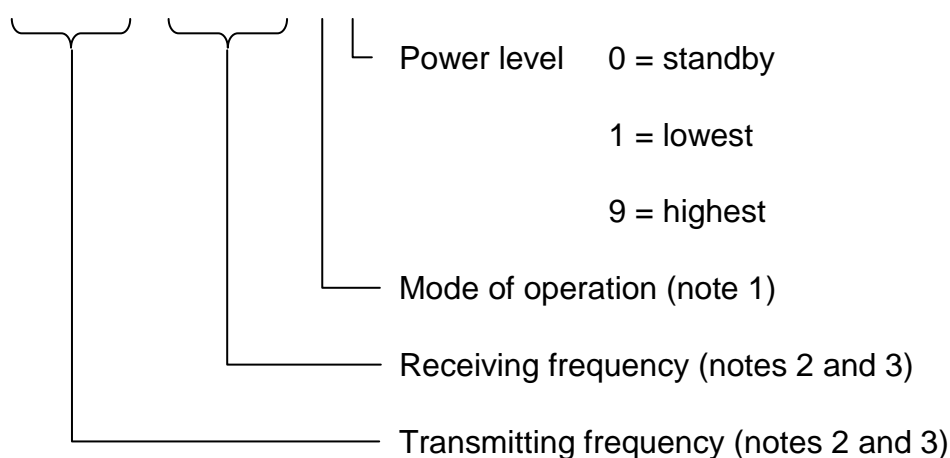 Power level 0 = standby
1 = lowest
9 = highest
Mode of operation (note 1)
Receiving frequency (notes 2 and 3)
Transmitting frequency (notes 2 and 3)